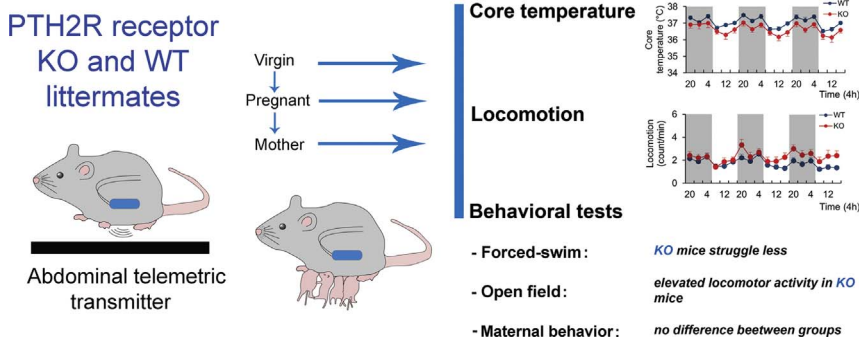 PTH2R receptor
KO and WT
littermates
Abdominal telemetric
transmitter
Virgin
Pregnant
Mother
Core temperature
Core
temperature (°C)
38
37
36
35
34
WT
KO
20 4 12 20 4 12 20 4 12
Time (4h)
Locomotion
Locomotion
(count/min)
6
4
2
0
WT
KO
20 4 12 20 4 12 20 4 12
Time (4h)
Behavioral tests
- Forced-swim: KO mice struggle less
- Open field: elevated locomotor activity in KO
mice
- Maternal behavior: no difference beetween groups